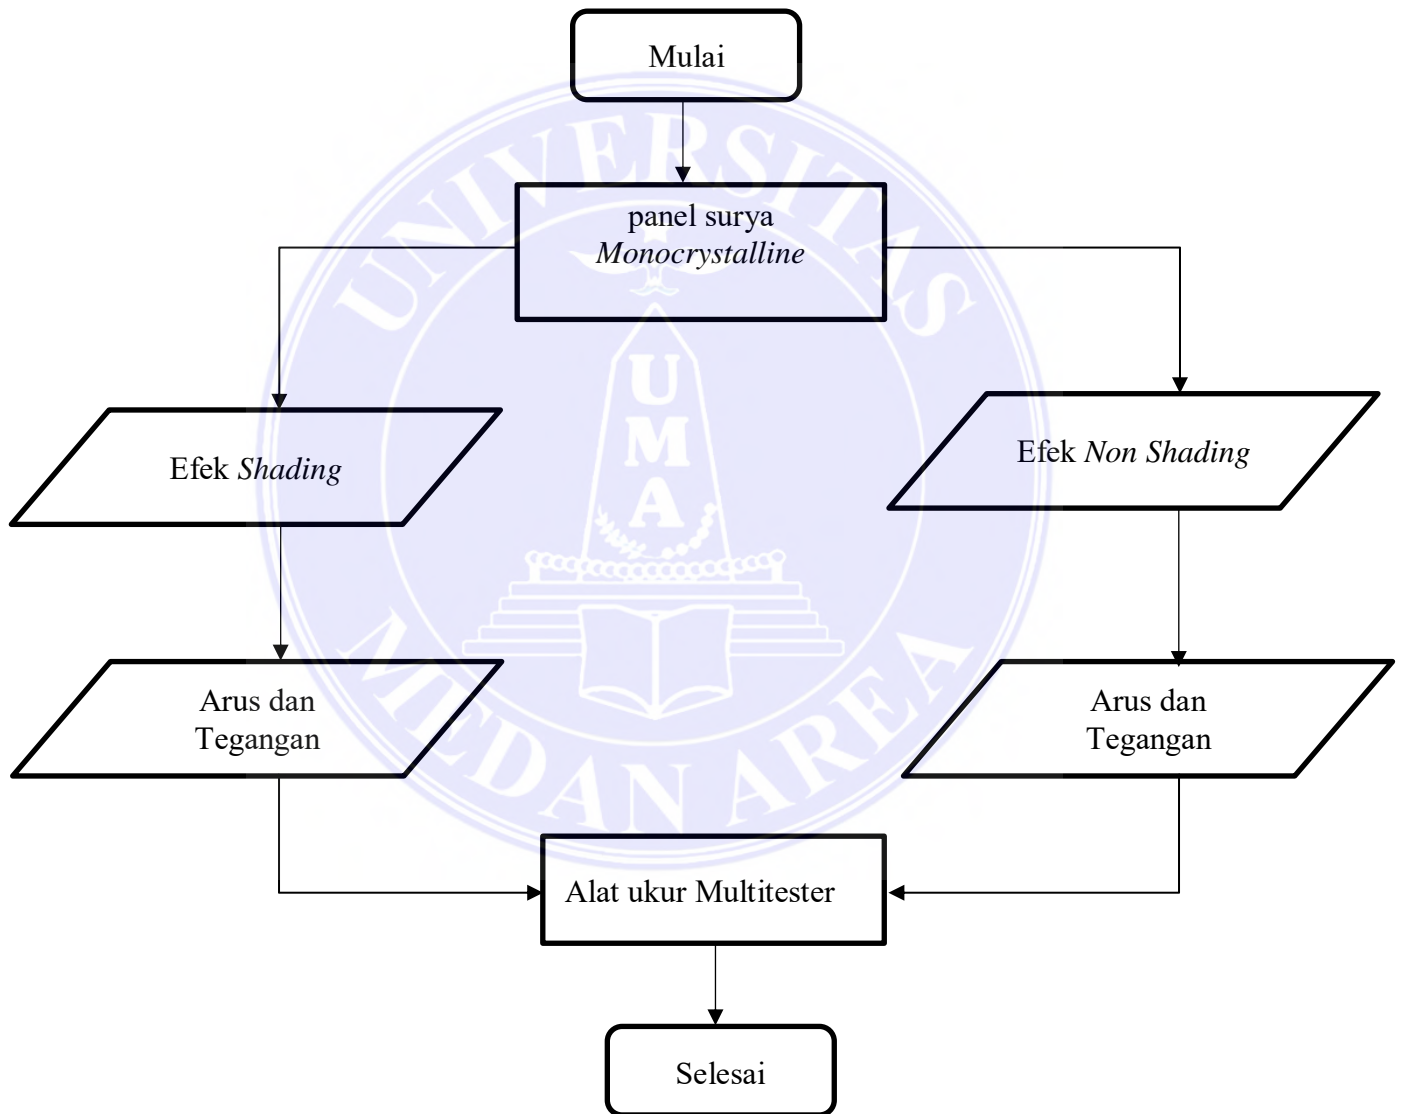 Mulai
panel surya
Monocrystalline
Efek Shading
Efek Non Shading
Arus dan
Tegangan
Arus dan
Tegangan
Alat ukur Multitester
Selesai
UNIVERSITAS
UMA
MEDAN AREA